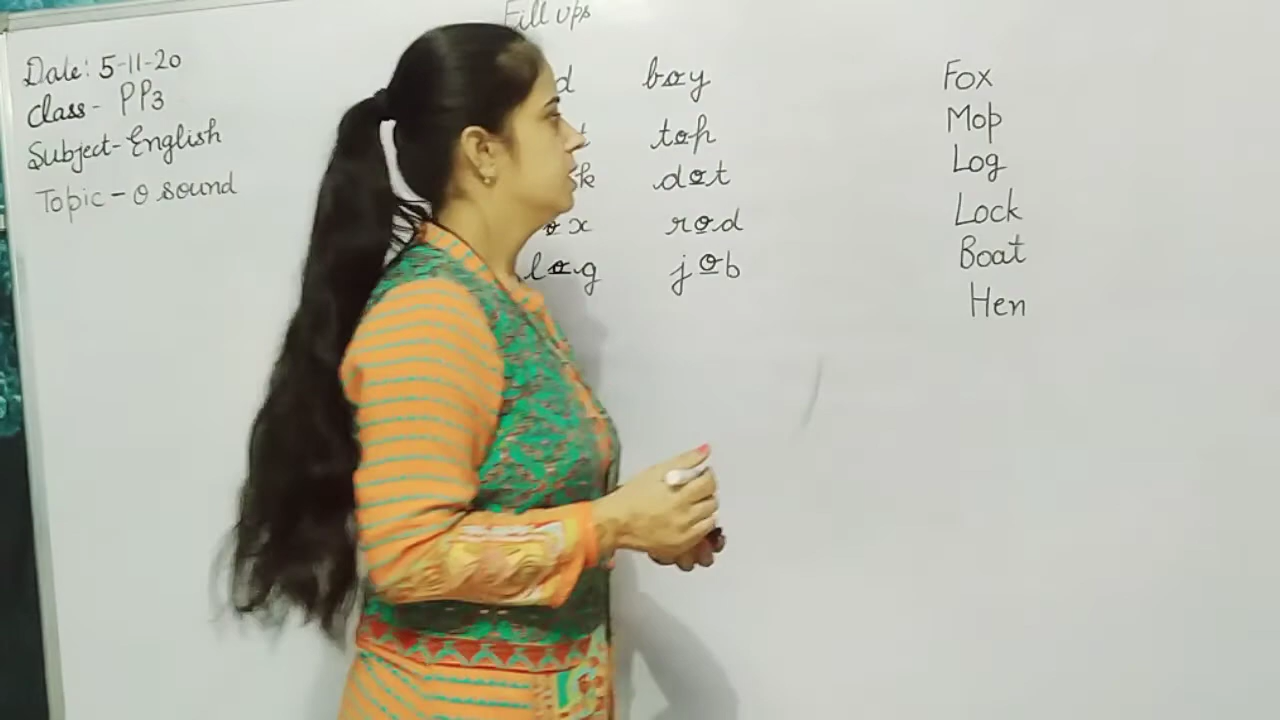 Fill ups
Date: 5-11-20
Class- PP3
Subject-English
Topic - o sound
boy
top
dot
rod
log job
Fox
Mop
Log
Lock
Boat
Hen